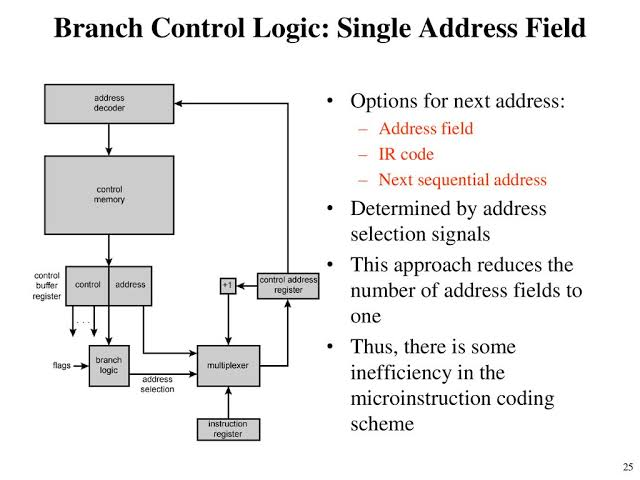 Branch Control Logic: Single Address Field
address
decoder
control
memory
control
buffer
register
control
address
+1
control address
register
. . .
flags
branch
logic
address
selection
multiplexer
instruction
register
• Options for next address:
– Address field
– IR code
– Next sequential address
• Determined by address
selection signals
• This approach reduces the
number of address fields to
one
• Thus, there is some
inefficiency in the
microinstruction coding
scheme
25